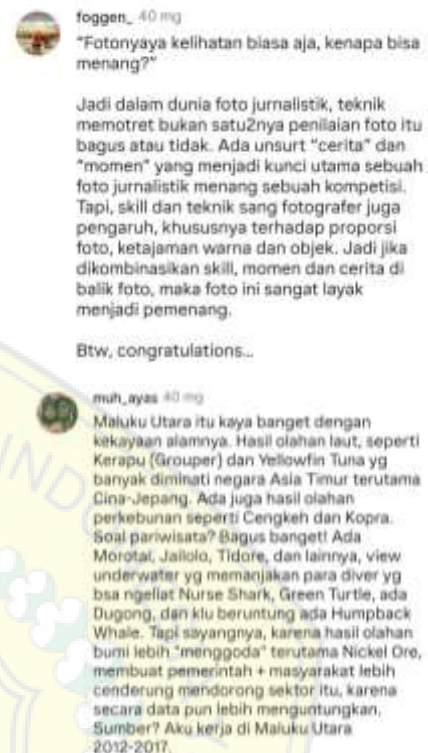 foggen_ 40 mg
"Fotonyaya kelihatan biasa aja, kenapa bisa
menang?"
Jadi dalam dunia foto jurnalistik, teknik
memotret bukan satu2nya penilaian foto itu
bagus atau tidak. Ada unsurt "cerita" dan
"momen" yang menjadi kunci utama sebuah
foto jurnalistik menang sebuah kompetisi.
Tapi, skill dan teknik sang fotografer juga
pengaruh, khususnya terhadap proporsi
foto, ketajaman warna dan objek. Jadi jika
dikombinasikan skill, momen dan cerita di
balik foto, maka foto ini sangat layak
menjadi pemenang.
Btw, congratulations...
muh_ayas 40 mg
Maluku Utara itu kaya banget dengan
kekayaan alamnya. Hasil olahan laut, seperti
Kerapu (Grouper) dan Yellowfin Tuna yg
banyak diminati negara Asia Timur terutama
Cina-Jepang. Ada juga hasil olahan
perkebunan seperti Cengkeh dan Kopra.
Soal pariwisata? Bagus banget! Ada
Morotai, Jailolo, Tidore, dan lainnya, view
underwater yg memanjakan para diver yg
bsa ngeliat Nurse Shark, Green Turtle, ada
Dugong, dan klu beruntung ada Humpback
Whale. Tapi sayangnya, karena hasil olahan
bumi lebih "menggoda" terutama Nickel Ore,
membuat pemerintah + masyarakat lebih
cenderung mendorong sektor itu, karena
secara data pun lebih menguntungkan.
Sumber? Aku kerja di Maluku Utara
2012-2017.